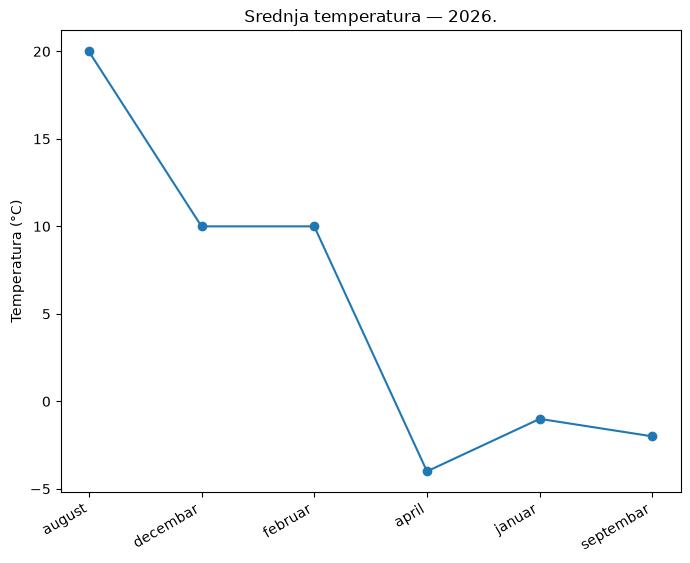 Srednja temperatura — 2026.
Temperatura (°C)
20
15
10
5
0
−5
august
decembar
februar
april
januar
septembar